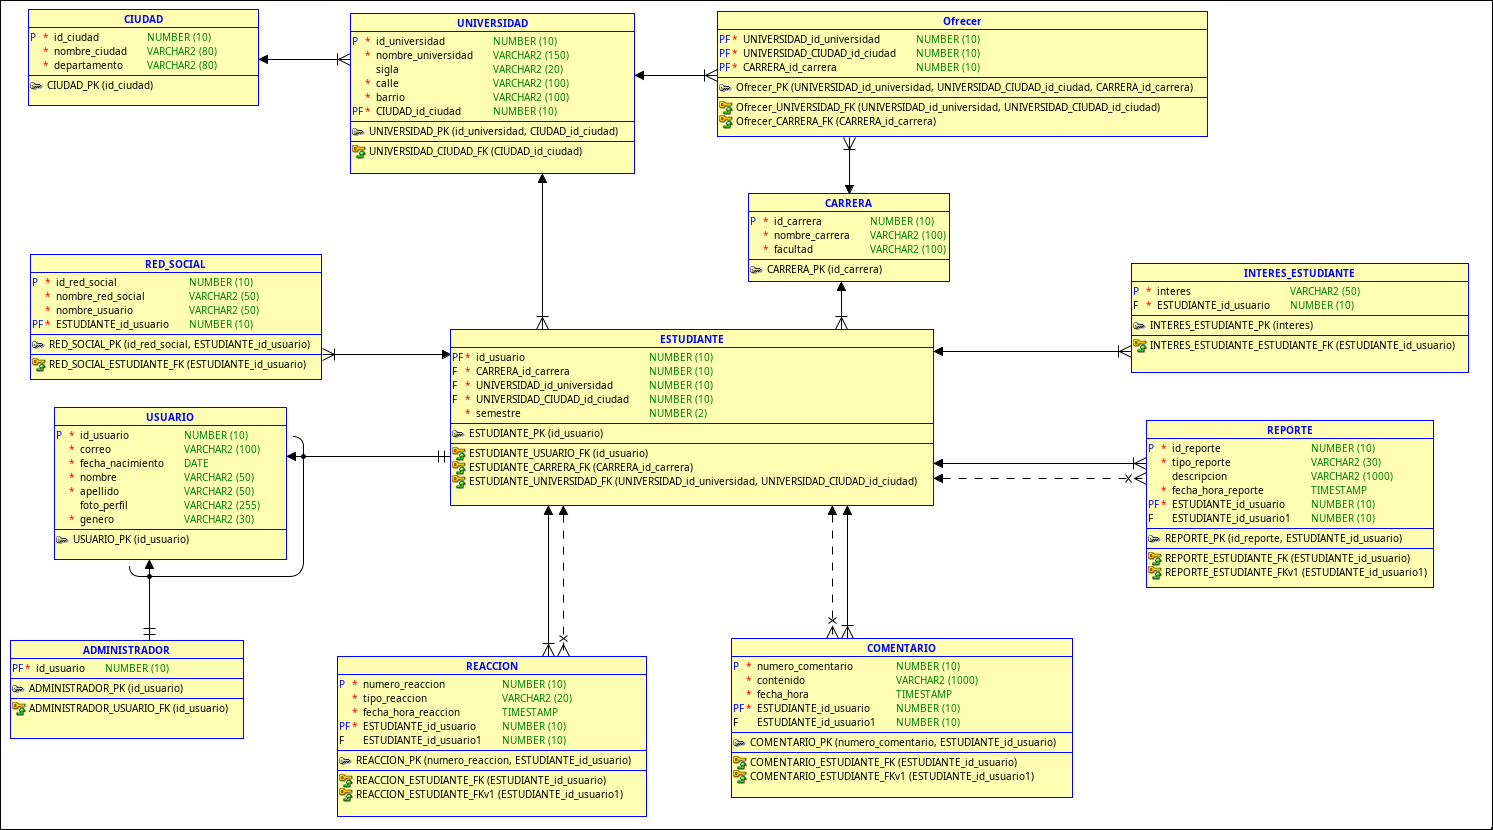 CIUDAD
P * id_ciudad NUMBER (10)
* nombre_ciudad VARCHAR2 (80)
* departamento VARCHAR2 (80)
CIUDAD_PK (id_ciudad)
UNIVERSIDAD
P * id_universidad NUMBER (10)
* nombre_universidad VARCHAR2 (150)
sigla VARCHAR2 (20)
* calle VARCHAR2 (100)
* barrio VARCHAR2 (100)
PF * CIUDAD_id_ciudad NUMBER (10)
UNIVERSIDAD_PK (id_universidad, CIUDAD_id_ciudad)
UNIVERSIDAD_CIUDAD_FK (CIUDAD_id_ciudad)
Ofrecer
PF * UNIVERSIDAD_id_universidad NUMBER (10)
PF * UNIVERSIDAD_CIUDAD_id_ciudad NUMBER (10)
PF * CARRERA_id_carrera NUMBER (10)
Ofrecer_PK (UNIVERSIDAD_id_universidad, UNIVERSIDAD_CIUDAD_id_ciudad, CARRERA_id_carrera)
Ofrecer_UNIVERSIDAD_FK (UNIVERSIDAD_id_universidad, UNIVERSIDAD_CIUDAD_id_ciudad)
Ofrecer_CARRERA_FK (CARRERA_id_carrera)
CARRERA
P * id_carrera NUMBER (10)
* nombre_carrera VARCHAR2 (100)
* facultad VARCHAR2 (100)
CARRERA_PK (id_carrera)
RED_SOCIAL
P * id_red_social NUMBER (10)
* nombre_red_social VARCHAR2 (50)
* nombre_usuario VARCHAR2 (50)
PF * ESTUDIANTE_id_usuario NUMBER (10)
RED_SOCIAL_PK (id_red_social, ESTUDIANTE_id_usuario)
RED_SOCIAL_ESTUDIANTE_FK (ESTUDIANTE_id_usuario)
INTERES_ESTUDIANTE
P * interes VARCHAR2 (50)
F * ESTUDIANTE_id_usuario NUMBER (10)
INTERES_ESTUDIANTE_PK (interes)
INTERES_ESTUDIANTE_ESTUDIANTE_FK (ESTUDIANTE_id_usuario)
ESTUDIANTE
PF * id_usuario NUMBER (10)
F * CARRERA_id_carrera NUMBER (10)
F * UNIVERSIDAD_id_universidad NUMBER (10)
F * UNIVERSIDAD_CIUDAD_id_ciudad NUMBER (10)
* semestre NUMBER (2)
ESTUDIANTE_PK (id_usuario)
ESTUDIANTE_USUARIO_FK (id_usuario)
ESTUDIANTE_CARRERA_FK (CARRERA_id_carrera)
ESTUDIANTE_UNIVERSIDAD_FK (UNIVERSIDAD_id_universidad, UNIVERSIDAD_CIUDAD_id_ciudad)
USUARIO
P * id_usuario NUMBER (10)
* correo VARCHAR2 (100)
* fecha_nacimiento DATE
* nombre VARCHAR2 (50)
* apellido VARCHAR2 (50)
foto_perfil VARCHAR2 (255)
* genero VARCHAR2 (30)
USUARIO_PK (id_usuario)
REPORTE
P * id_reporte NUMBER (10)
* tipo_reporte VARCHAR2 (30)
descripcion VARCHAR2 (1000)
* fecha_hora_reporte TIMESTAMP
PF * ESTUDIANTE_id_usuario NUMBER (10)
F ESTUDIANTE_id_usuario1 NUMBER (10)
REPORTE_PK (id_reporte, ESTUDIANTE_id_usuario)
REPORTE_ESTUDIANTE_FK (ESTUDIANTE_id_usuario)
REPORTE_ESTUDIANTE_FKv1 (ESTUDIANTE_id_usuario1)
ADMINISTRADOR
PF * id_usuario NUMBER (10)
ADMINISTRADOR_PK (id_usuario)
ADMINISTRADOR_USUARIO_FK (id_usuario)
REACCION
P * numero_reaccion NUMBER (10)
* tipo_reaccion VARCHAR2 (20)
* fecha_hora_reaccion TIMESTAMP
PF * ESTUDIANTE_id_usuario NUMBER (10)
F ESTUDIANTE_id_usuario1 NUMBER (10)
REACCION_PK (numero_reaccion, ESTUDIANTE_id_usuario)
REACCION_ESTUDIANTE_FK (ESTUDIANTE_id_usuario)
REACCION_ESTUDIANTE_FKv1 (ESTUDIANTE_id_usuario1)
COMENTARIO
P * numero_comentario NUMBER (10)
* contenido VARCHAR2 (1000)
* fecha_hora TIMESTAMP
PF * ESTUDIANTE_id_usuario NUMBER (10)
F ESTUDIANTE_id_usuario1 NUMBER (10)
COMENTARIO_PK (numero_comentario, ESTUDIANTE_id_usuario)
COMENTARIO_ESTUDIANTE_FK (ESTUDIANTE_id_usuario)
COMENTARIO_ESTUDIANTE_FKv1 (ESTUDIANTE_id_usuario1)